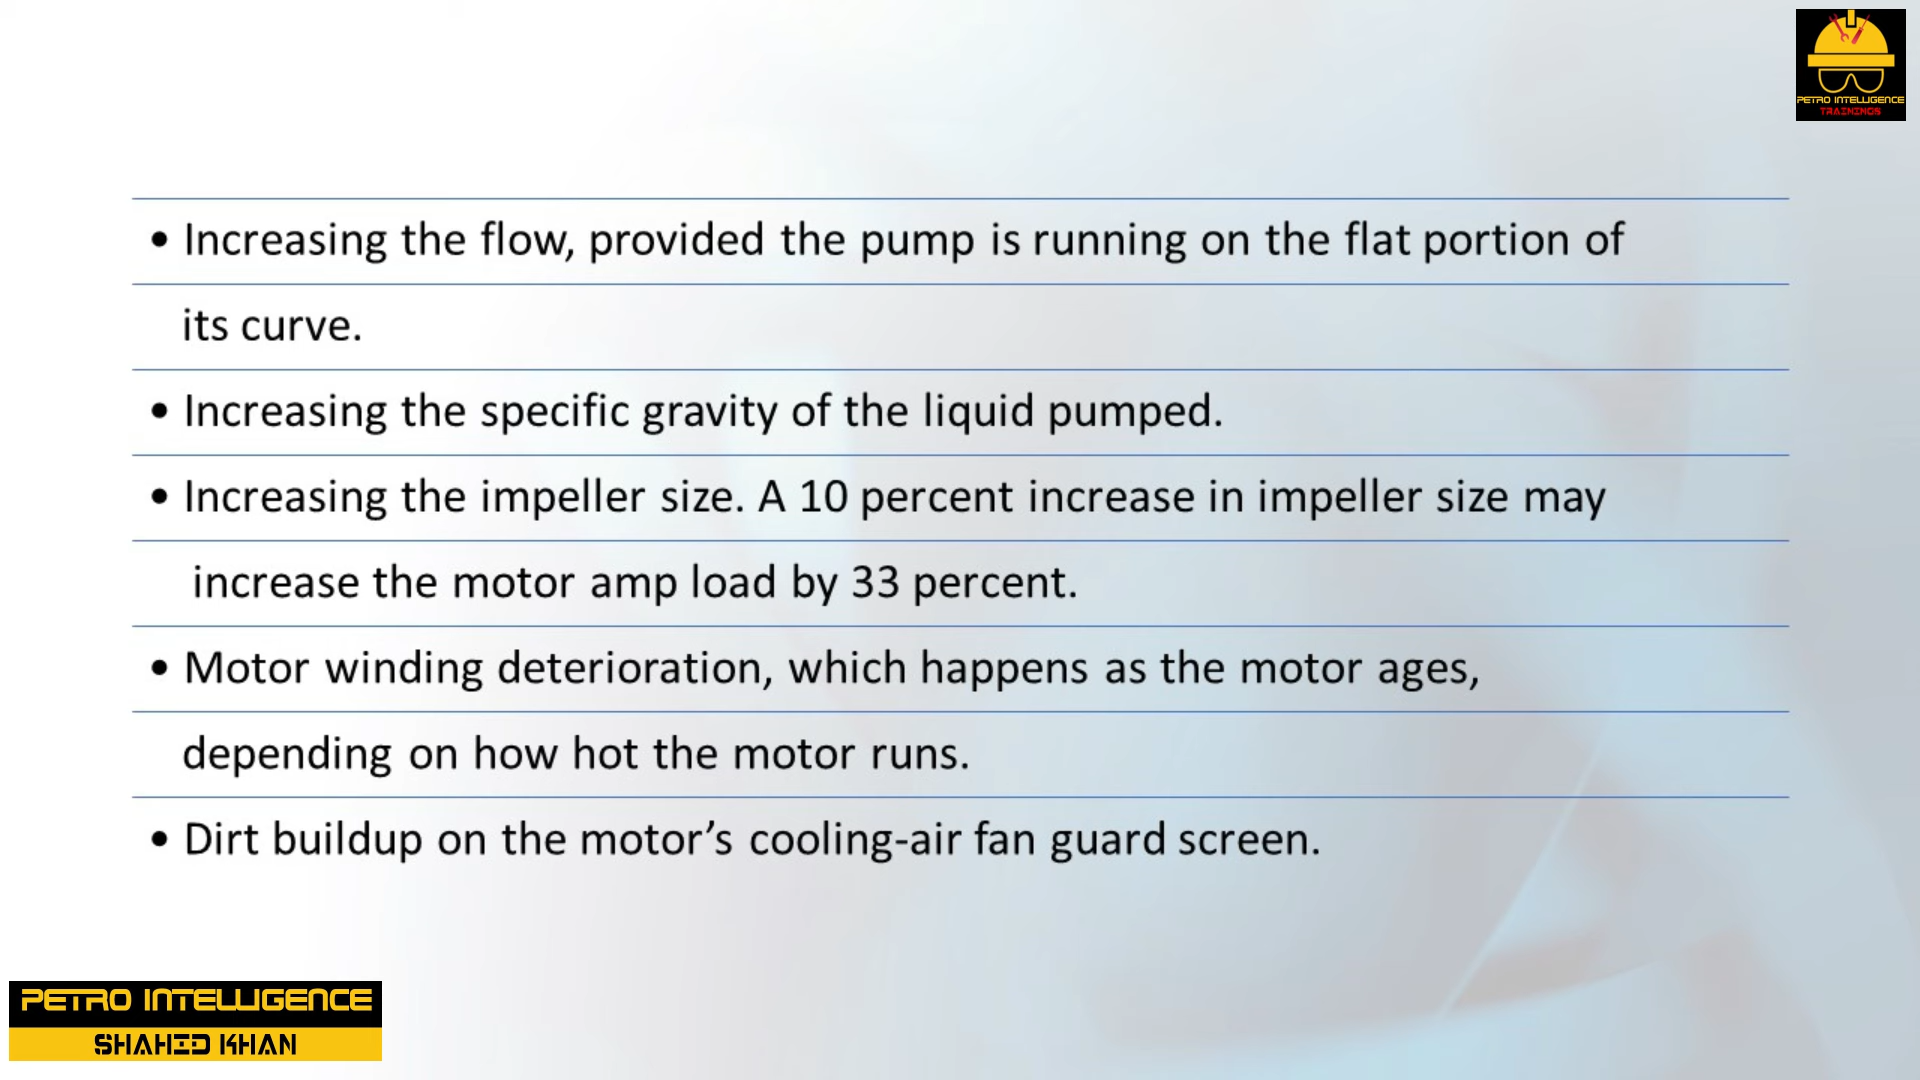 PETRO INTELLIGENCE
TRAININGS
• Increasing the flow, provided the pump is running on the flat portion of
its curve.
• Increasing the specific gravity of the liquid pumped.
• Increasing the impeller size. A 10 percent increase in impeller size may
increase the motor amp load by 33 percent.
• Motor winding deterioration, which happens as the motor ages,
depending on how hot the motor runs.
• Dirt buildup on the motor’s cooling-air fan guard screen.
PETRO INTELLIGENCE
SHAHID KHAN